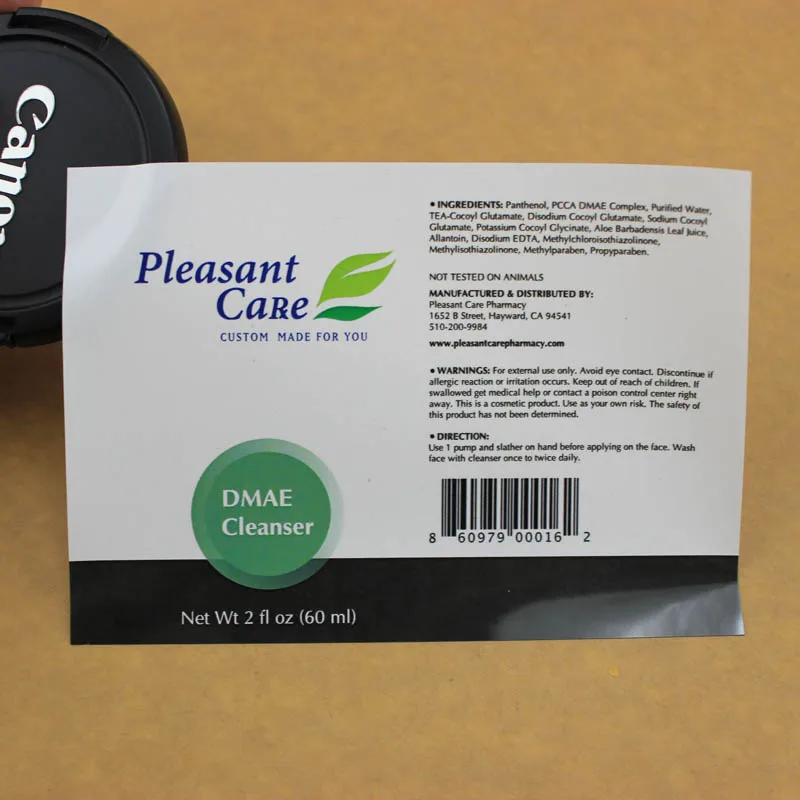 Canon
Pleasant
Care
CUSTOM MADE FOR YOU
DMAE
Cleanser
Net Wt 2 fl oz (60 ml)
• INGREDIENTS: Panthenol, PCCA DMAE Complex, Purified Water,
TEA-Cocoyl Glutamate, Disodium Cocoyl Glutamate, Sodium Cocoyl
Glutamate, Potassium Cocoyl Glycinate, Aloe Barbadensis Leaf Juice,
Allantoin, Disodium EDTA, Methylchloroisothiazolinone,
Methylisothiazolinone, Methylparaben, Propyparaben.
NOT TESTED ON ANIMALS
MANUFACTURED & DISTRIBUTED BY:
Pleasant Care Pharmacy
1652 B Street, Hayward, CA 94541
510-200-9984
www.pleasantcarepharmacy.com
• WARNINGS: For external use only. Avoid eye contact. Discontinue if
allergic reaction or irritation occurs. Keep out of reach of children. If
swallowed get medical help or contact a poison control center right
away. This is a cosmetic product. Use as your own risk. The safety of
this product has not been determined.
• DIRECTION:
Use 1 pump and slather on hand before applying on the face. Wash
face with cleanser once to twice daily.
8 60979 00016 2